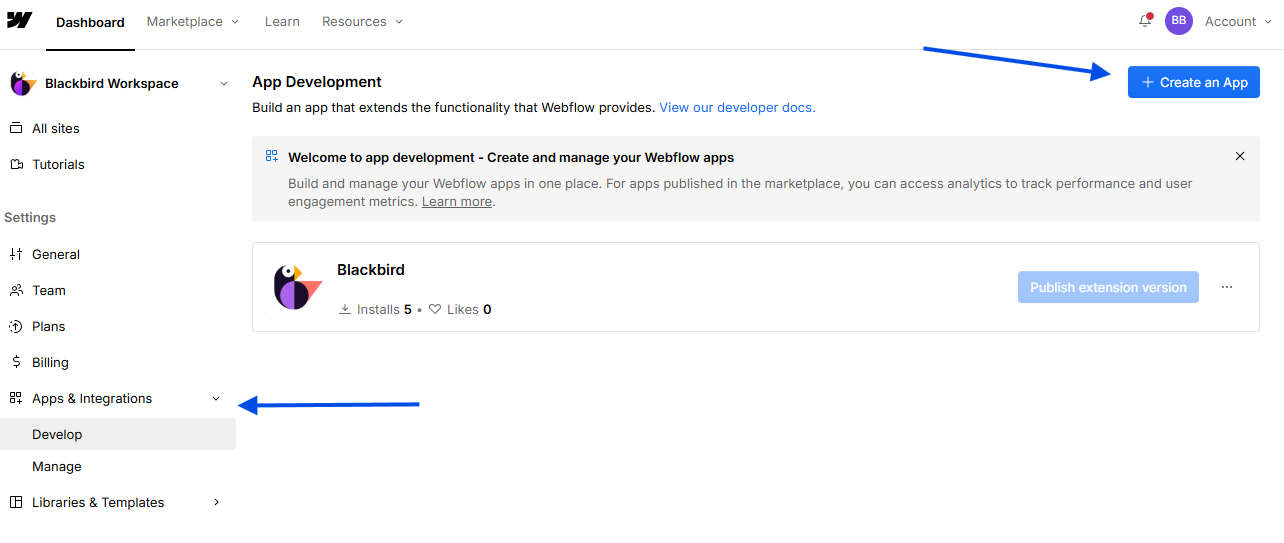 Dashboard Marketplace Learn Resources BB Account
Blackbird Workspace
All sites
Tutorials
Settings
General
Team
Plans
Billing
Apps & Integrations
Develop
Manage
Libraries & Templates
App Development
+ Create an App
Build an app that extends the functionality that Webflow provides. View our developer docs.
Welcome to app development - Create and manage your Webflow apps
Build and manage your Webflow apps in one place. For apps published in the marketplace, you can access analytics to track performance and user
engagement metrics. Learn more.
Blackbird
Installs 5 • Likes 0
Publish extension version